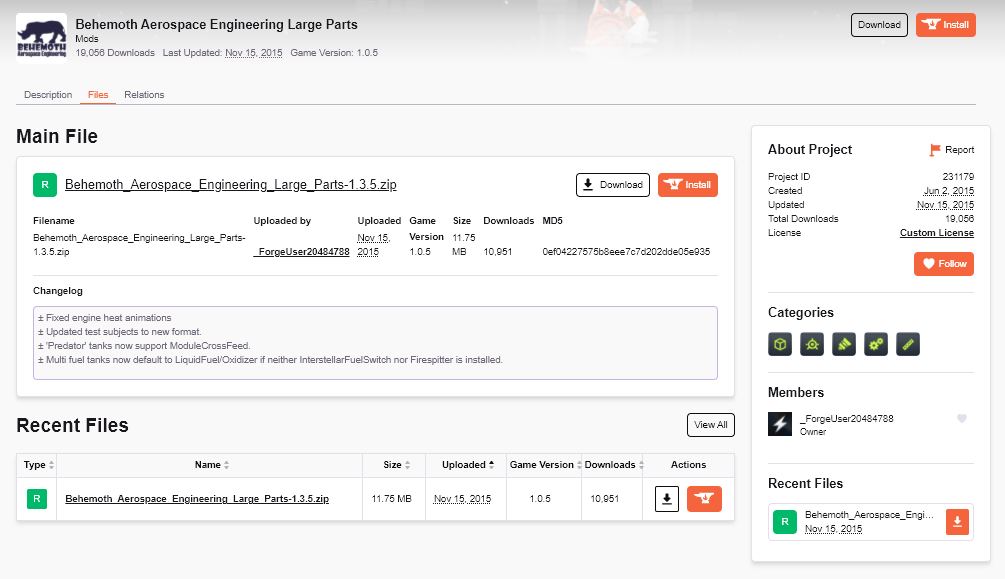 BEHEMOTH
Aerospace Engineering
Behemoth Aerospace Engineering Large Parts
Mods
19,056 Downloads Last Updated: Nov 15, 2015 Game Version: 1.0.5
Download Install
Description Files Relations
Main File
R Behemoth_Aerospace_Engineering_Large_Parts-1.3.5.zip Download Install
Filename Uploaded by Uploaded Game Version Size Downloads MD5
Behemoth_Aerospace_Engineering_Large_Parts-1.3.5.zip _ForgeUser20484788 Nov 15, 2015 1.0.5 11.75 MB 10,951 0ef04227575b8eee7c7d202dde05e935
Changelog
± Fixed engine heat animations
± Updated test subjects to new format.
± 'Predator' tanks now support ModuleCrossFeed.
± Multi fuel tanks now default to LiquidFuel/Oxidizer if neither InterstellarFuelSwitch nor Firespitter is installed.
Recent Files View All
Type Name Size Uploaded Game Version Downloads Actions
R Behemoth_Aerospace_Engineering_Large_Parts-1.3.5.zip 11.75 MB Nov 15, 2015 1.0.5 10,951
About Project Report
Project ID 231179
Created Jun 2, 2015
Updated Nov 15, 2015
Total Downloads 19,056
License Custom License
Follow
Categories
Members
_ForgeUser20484788
Owner
Recent Files
R Behemoth_Aerospace_Engi...
Nov 15, 2015